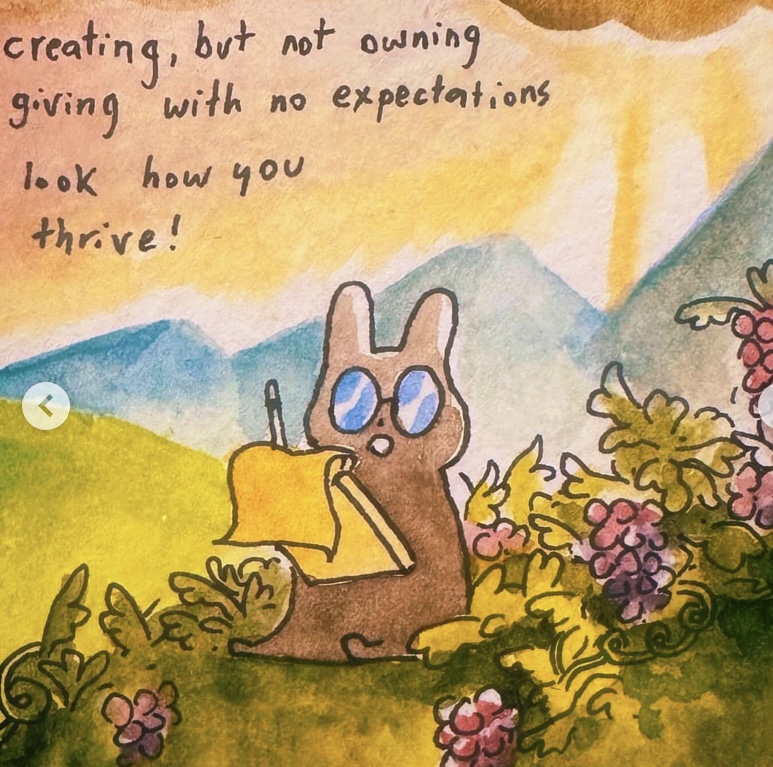 creating, but not owning
giving with no expectations
look how you
thrive!